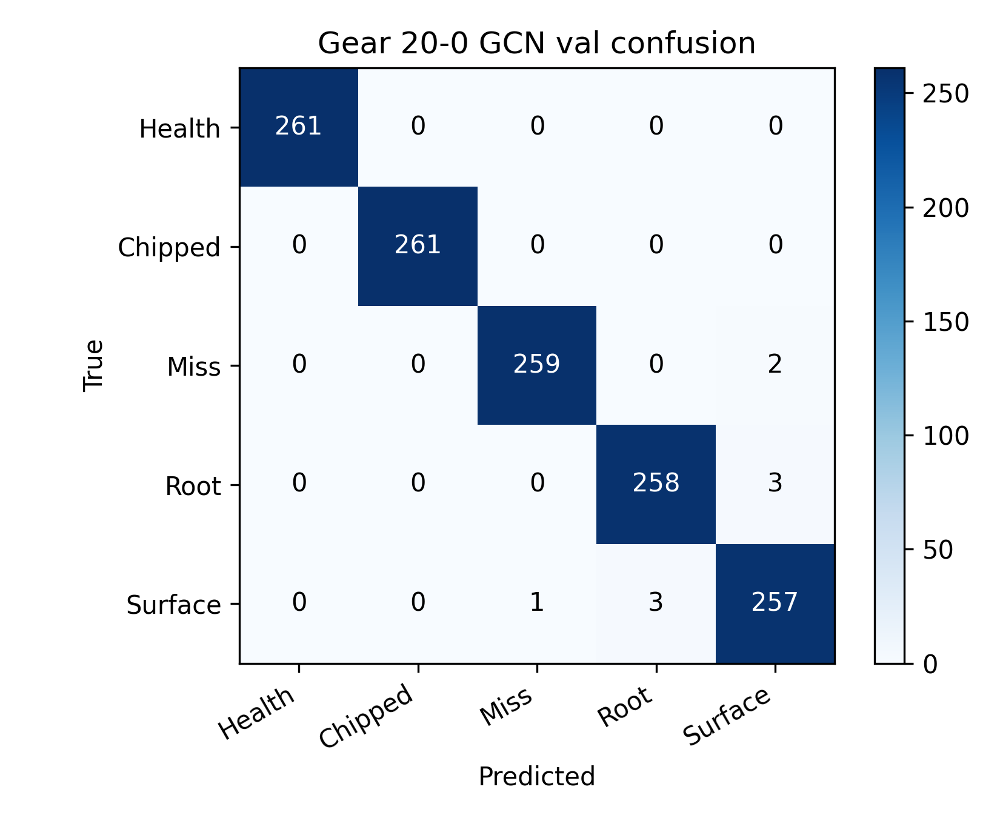 Gear 20-0 GCN val confusion
Health 261 0 0 0 0
Chipped 0 261 0 0 0
Miss 0 0 259 0 2
Root 0 0 0 258 3
Surface 0 0 1 3 257
True
Health Chipped Miss Root Surface
Predicted
250
200
150
100
50
0